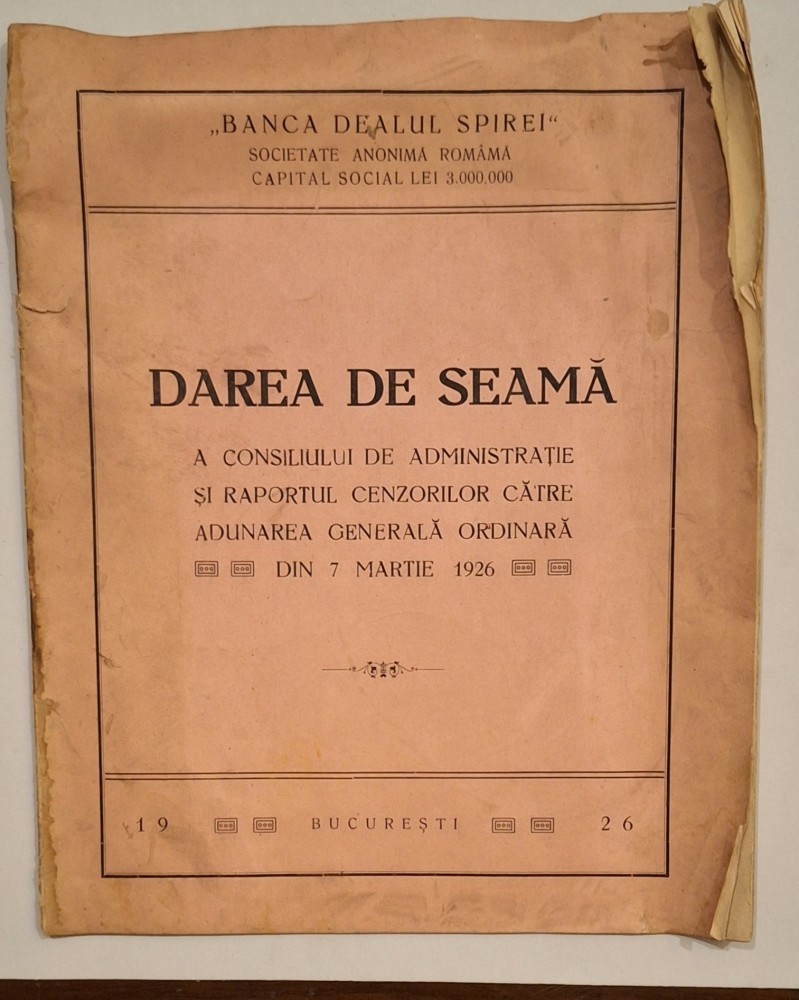 „BANCA DEALUL SPIREI“
SOCIETATE ANONIMĂ ROMÂMĂ
CAPITAL SOCIAL LEI 3.000.000
DAREA DE SEAMĂ
A CONSILIULUI DE ADMINISTRAȚIE
ȘI RAPORTUL CENZORILOR CĂTRE
ADUNAREA GENERALĂ ORDINARĂ
DIN 7 MARTIE 1926
19 BUCUREȘTI 26